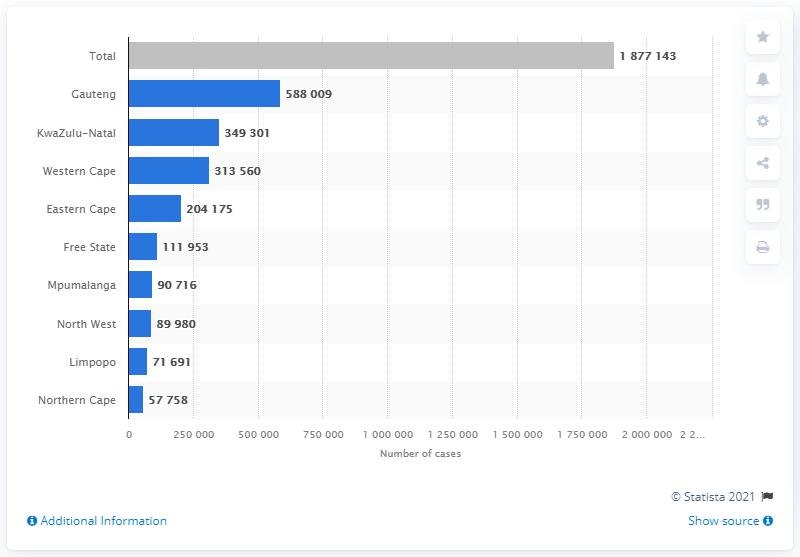 Total 1 877 143
Gauteng 588 009
KwaZulu-Natal 349 301
Western Cape 313 560
Eastern Cape 204 175
Free State 111 953
Mpumalanga 90 716
North West 89 980
Limpopo 71 691
Northern Cape 57 758
0 250 000 500 000 750 000 1 000 000 1 250 000 1 500 000 1 750 000 2 000 000 2 2...
Number of cases
© Statista 2021
Additional Information Show source